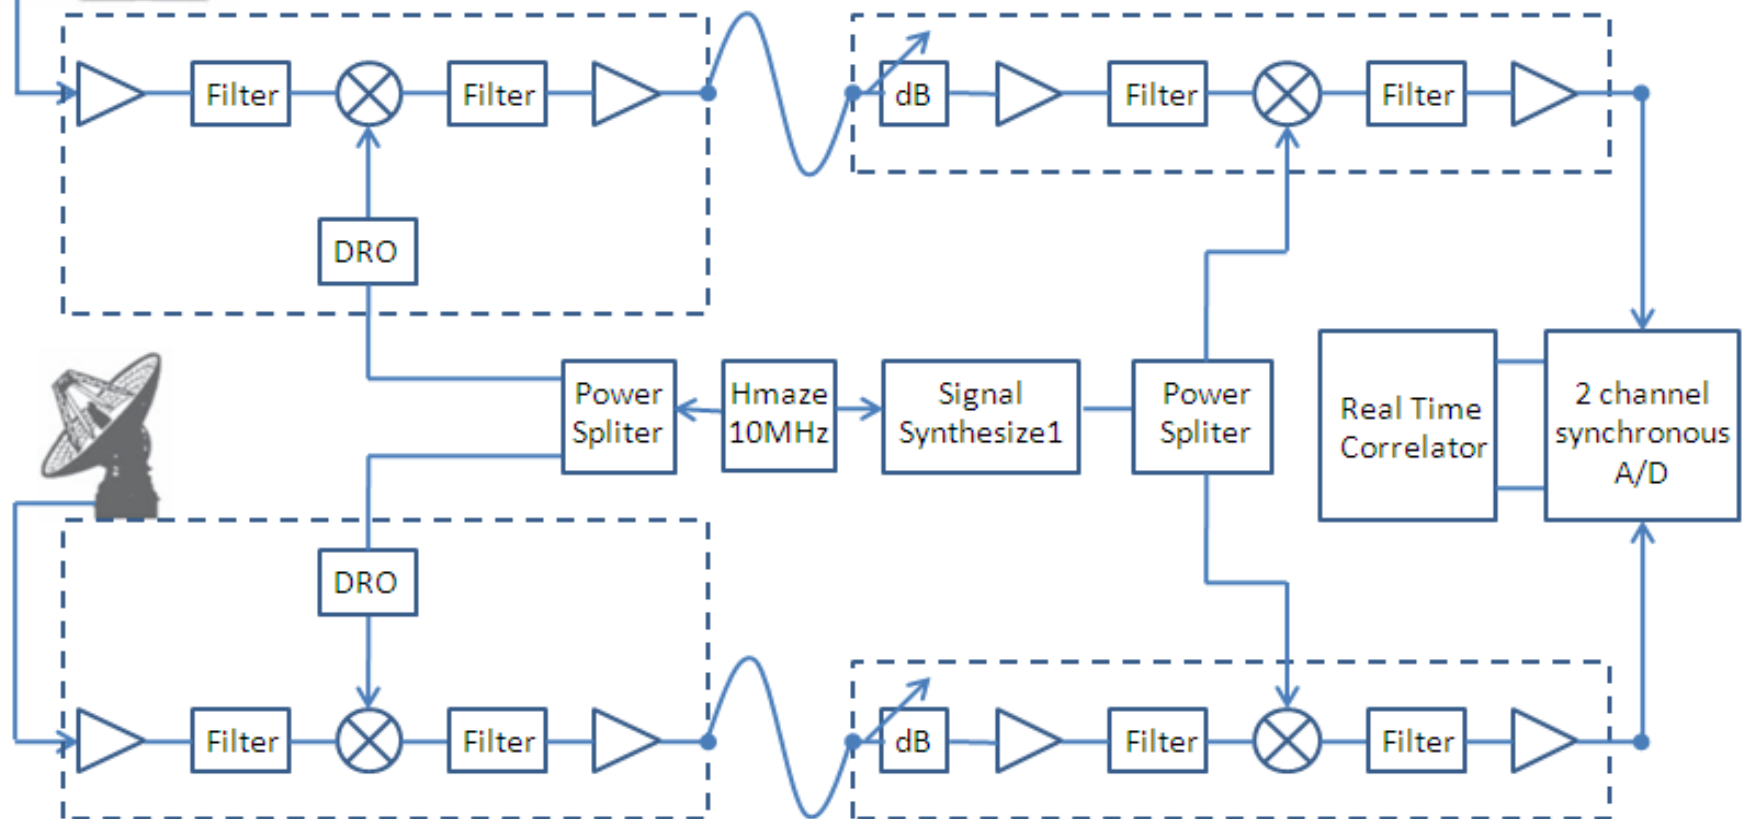 Filter
Filter
dB
Filter
Filter
DRO
Power
Spliter
Hmaze
10MHz
Signal
Synthesize1
Power
Spliter
Real Time
Correlator
2 channel
synchronous
A/D
DRO
Filter
Filter
dB
Filter
Filter